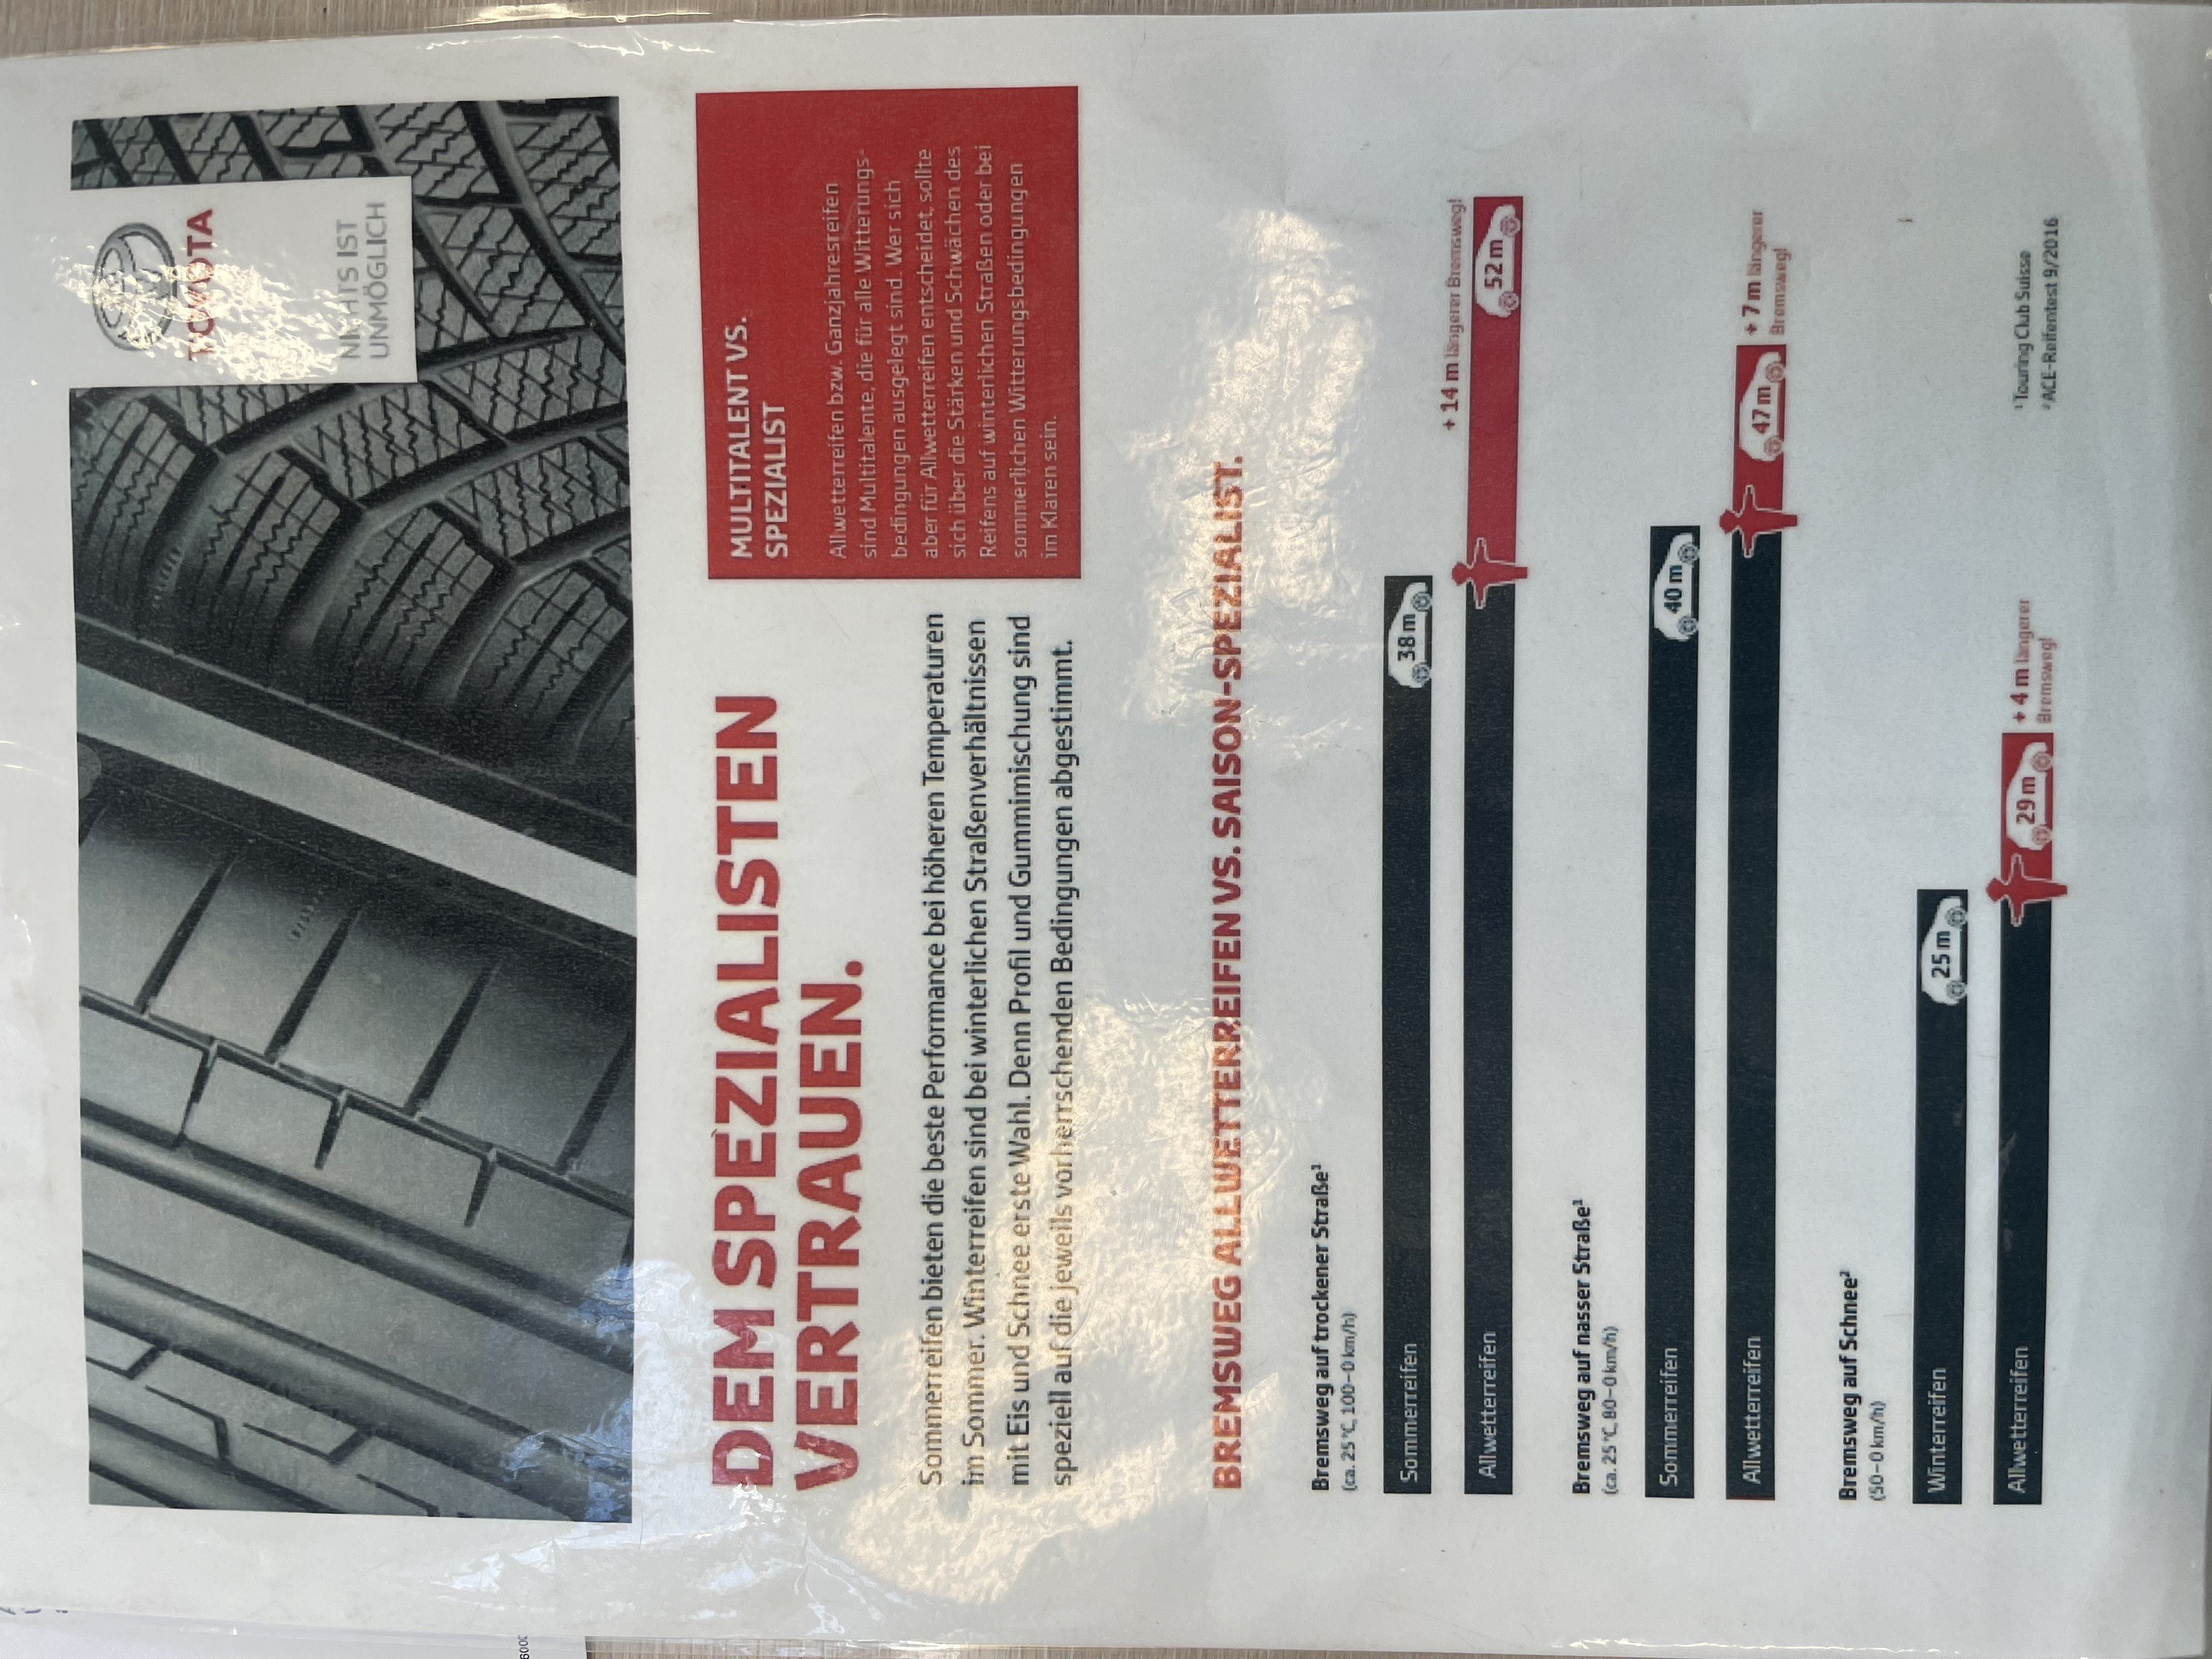 TOYOTA
NICHTS IST
UNMÖGLICH
6000
DEM SPEZIALISTEN
VERTRAUEN.
Sommerreifen bieten die beste Performance bei höheren Temperaturen
im Sommer. Winterreifen sind bei winterlichen Straßenverhältnissen
mit Eis und Schnee erste Wahl. Denn Profil und Gummimischung sind
speziell auf die jeweils vorherrschenden Bedingungen abgestimmt.
MULTITALENT VS.
SPEZIALIST
Allwetterreifen bzw. Ganzjahresreifen
sind Multitalente, die für alle Witterungs-
bedingungen ausgelegt sind. Wer sich
aber für Allwetterreifen entscheidet, sollte
sich über die Stärken und Schwächen des
Reifens auf winterlichen Straßen oder bei
sommerlichen Witterungsbedingungen
im Klaren sein.
BREMSWEG ALLWETTERREIFEN VS. SAISON-SPEZIALIST.
Bremsweg auf trockener Straße¹
(ca. 25 °C, 100–0 km/h)
Sommerreifen 38 m
+ 14 m längerer Bremsweg!
Allwetterreifen 52 m
Bremsweg auf nasser Straße¹
(ca. 25 °C, 80–0 km/h)
Sommerreifen 40 m
Allwetterreifen 47 m + 7 m längerer
Bremsweg!
Bremsweg auf Schnee²
(50–0 km/h)
Winterreifen 25 m
Allwetterreifen 29 m + 4 m längerer
Bremsweg!
¹ Touring Club Suisse
² ACE-Reifentest 9/2016